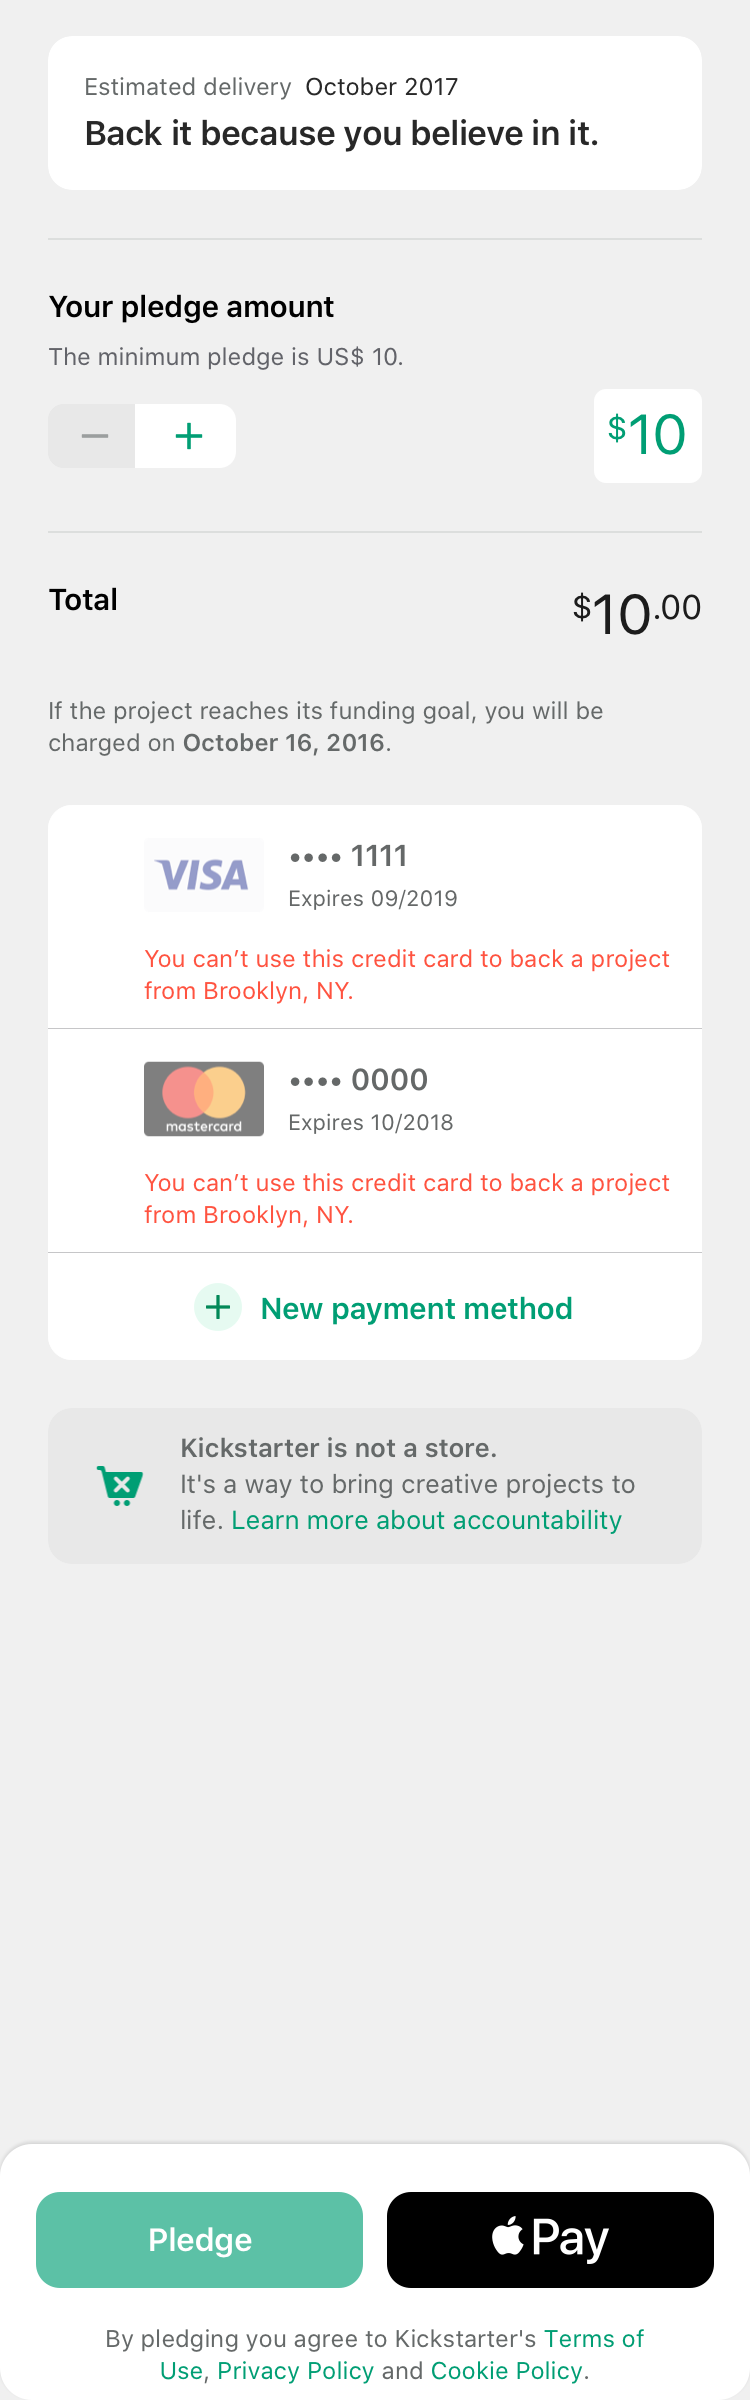 Estimated delivery October 2017
Back it because you believe in it.
Your pledge amount
The minimum pledge is US$ 10.
− +
$10
Total
$10.00
If the project reaches its funding goal, you will be
charged on October 16, 2016.
VISA
•••• 1111
Expires 09/2019
You can’t use this credit card to back a project
from Brooklyn, NY.
mastercard
•••• 0000
Expires 10/2018
You can’t use this credit card to back a project
from Brooklyn, NY.
+ New payment method
Kickstarter is not a store.
It's a way to bring creative projects to
life. Learn more about accountability
Pledge
Pay
By pledging you agree to Kickstarter's Terms of
Use, Privacy Policy and Cookie Policy.